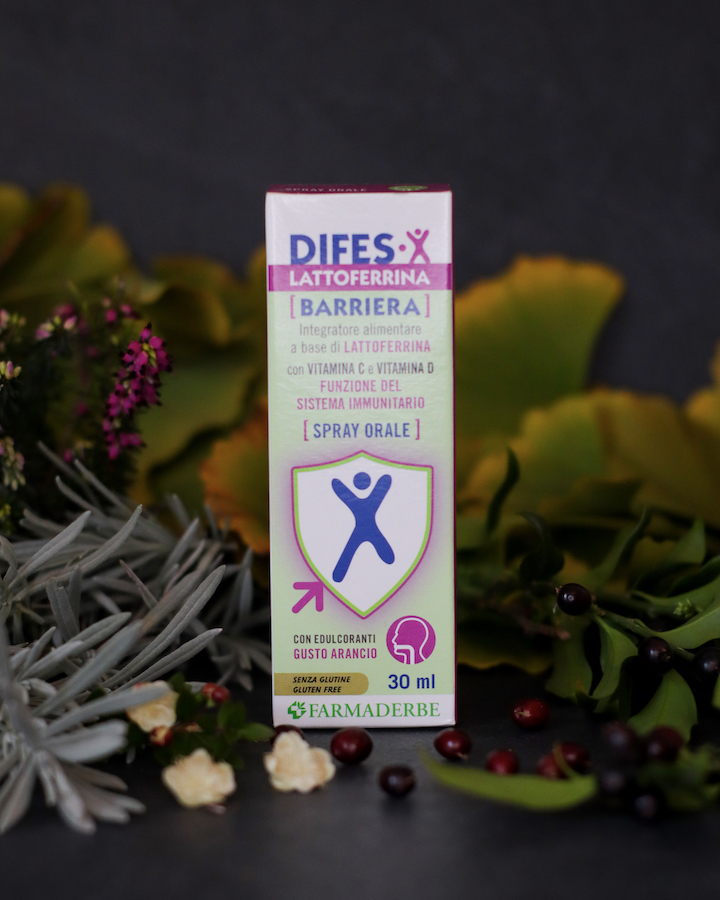 SPRAY ORALE
DIFES·X
LATTOFERRINA
[BARRIERA]
Integratore alimentare
a base di LATTOFERRINA
con VITAMINA C e VITAMINA D
FUNZIONE DEL
SISTEMA IMMUNITARIO
[SPRAY ORALE]
CON EDULCORANTI
GUSTO ARANCIO
SENZA GLUTINE
GLUTEN FREE
30 ml
FARMADERBE